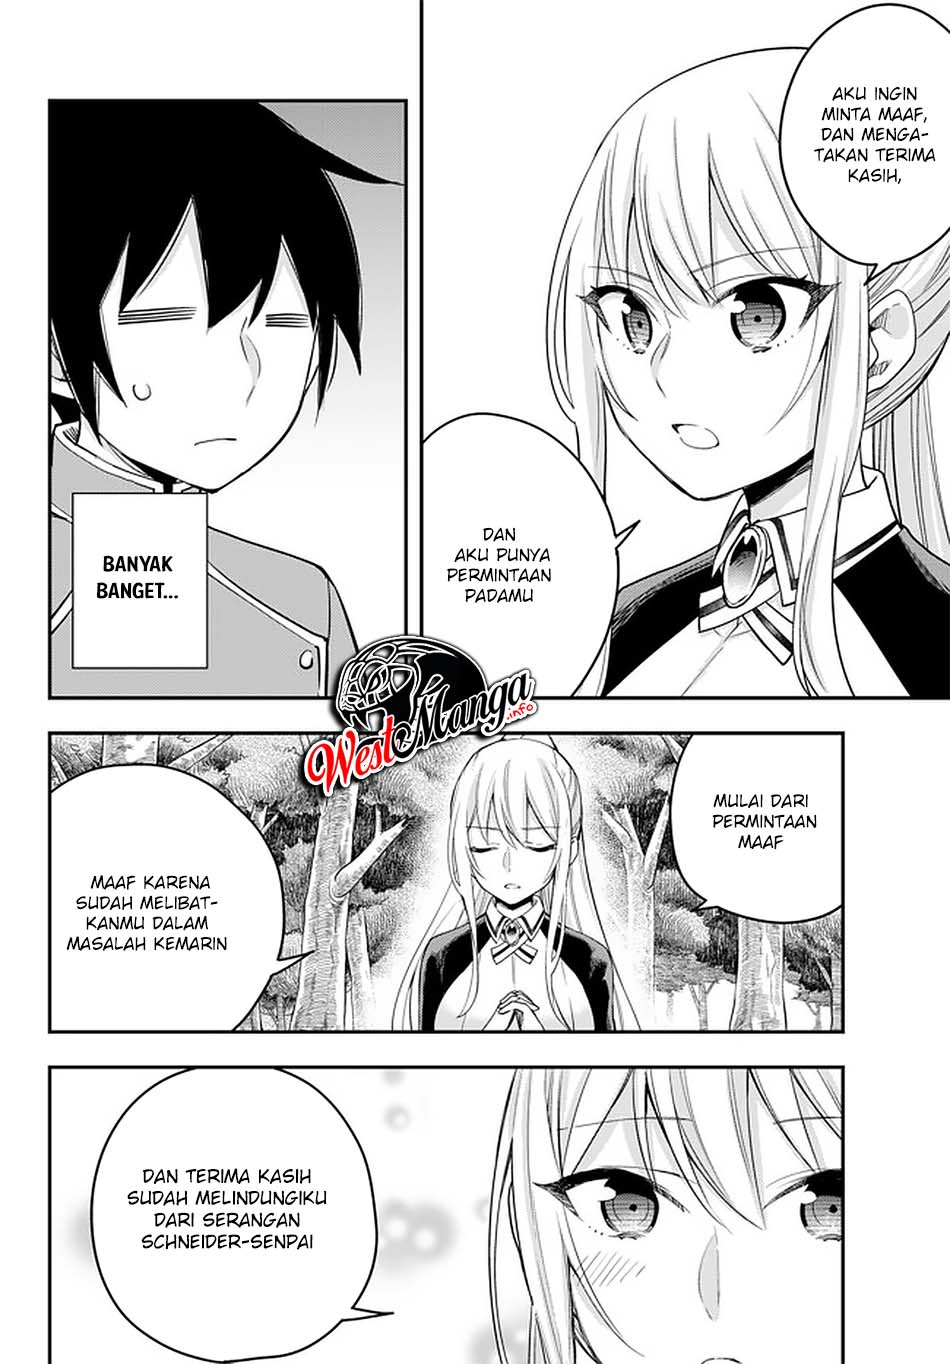 AKU INGIN
MINTA MAAF,
DAN MENGA-
TAKAN TERIMA
KASIH,
DAN
AKU PUNYA
PERMINTAAN
PADAMU
BANYAK
BANGET...
WestManga
.info
MULAI DARI
PERMINTAAN
MAAF
MAAF KARENA
SUDAH MELIBAT-
KANMU DALAM
MASALAH KEMARIN
DAN TERIMA KASIH
SUDAH MELINDUNGIKU
DARI SERANGAN
SCHNEIDER-SENPAI